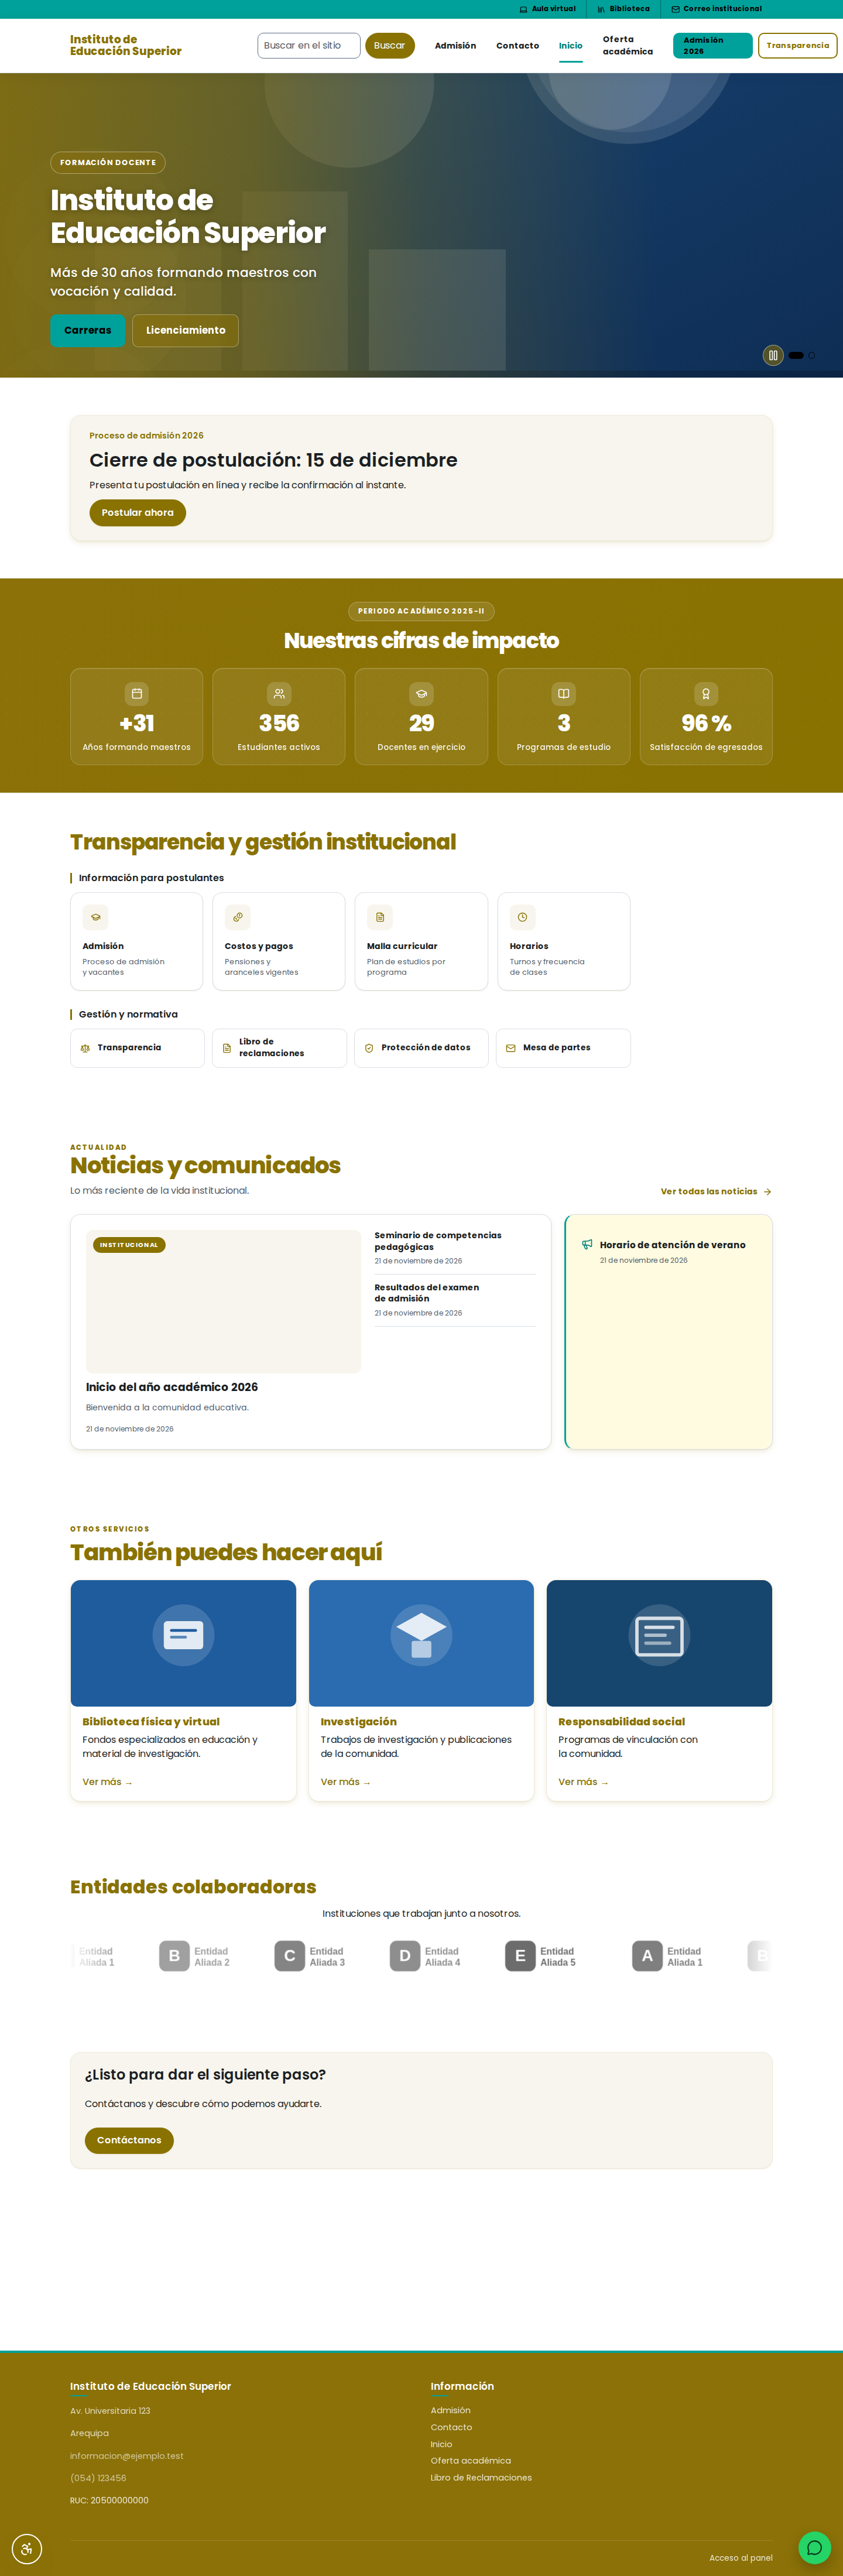 Aula virtual
Biblioteca
Correo institucional
Instituto de
Educación Superior
Buscar en el sitio
Buscar
Admisión
Contacto
Inicio
Oferta
académica
Admisión
2026
Transparencia
FORMACIÓN DOCENTE
Instituto de
Educación Superior
Más de 30 años formando maestros con
vocación y calidad.
Carreras
Licenciamiento
Proceso de admisión 2026
Cierre de postulación: 15 de diciembre
Presenta tu postulación en línea y recibe la confirmación al instante.
Postular ahora
PERIODO ACADÉMICO 2025-II
Nuestras cifras de impacto
+31
Años formando maestros
356
Estudiantes activos
29
Docentes en ejercicio
3
Programas de estudio
96 %
Satisfacción de egresados
Transparencia y gestión institucional
Información para postulantes
Admisión
Proceso de admisión
y vacantes
Costos y pagos
Pensiones y
aranceles vigentes
Malla curricular
Plan de estudios por
programa
Horarios
Turnos y frecuencia
de clases
Gestión y normativa
Transparencia
Libro de
reclamaciones
Protección de datos
Mesa de partes
ACTUALIDAD
Noticias y comunicados
Lo más reciente de la vida institucional.
Ver todas las noticias →
INSTITUCIONAL
Inicio del año académico 2026
Bienvenida a la comunidad educativa.
21 de noviembre de 2026
Seminario de competencias
pedagógicas
21 de noviembre de 2026
Resultados del examen
de admisión
21 de noviembre de 2026
Horario de atención de verano
21 de noviembre de 2026
OTROS SERVICIOS
También puedes hacer aquí
Biblioteca física y virtual
Fondos especializados en educación y
material de investigación.
Ver más →
Investigación
Trabajos de investigación y publicaciones
de la comunidad.
Ver más →
Responsabilidad social
Programas de vinculación con
la comunidad.
Ver más →
Entidades colaboradoras
Instituciones que trabajan junto a nosotros.
Entidad
Aliada 1
B
Entidad
Aliada 2
C
Entidad
Aliada 3
D
Entidad
Aliada 4
E
Entidad
Aliada 5
A
Entidad
Aliada 1
B
¿Listo para dar el siguiente paso?
Contáctanos y descubre cómo podemos ayudarte.
Contáctanos
Instituto de Educación Superior
Av. Universitaria 123
Arequipa
informacion@ejemplo.test
(054) 123456
RUC: 20500000000
Información
Admisión
Contacto
Inicio
Oferta académica
Libro de Reclamaciones
Acceso al panel